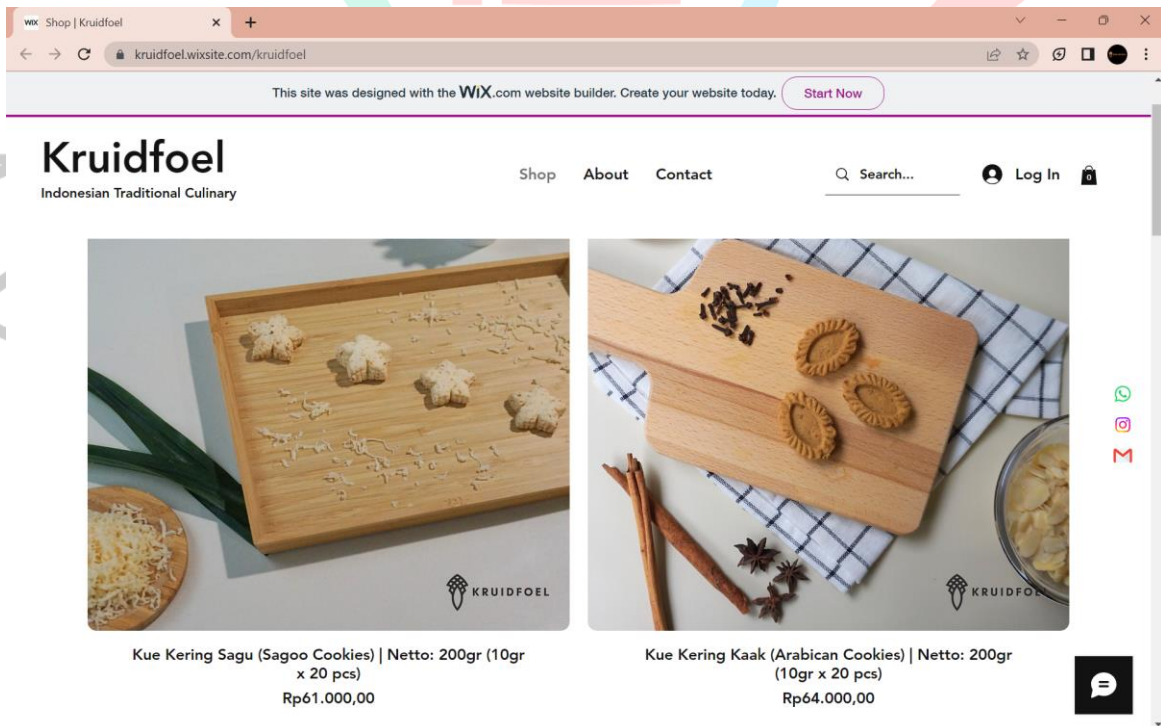 WiX Shop | Kruidfoel
kruidfoel.wixsite.com/kruidfoel
This site was designed with the WiX.com website builder. Create your website today. Start Now
Kruidfoel
Indonesian Traditional Culinary
Shop About Contact Search... Log In 0
KRUIDFOEL
KRUIDFOEL
Kue Kering Sagu (Sagoo Cookies) | Netto: 200gr (10gr
x 20 pcs)
Rp61.000,00
Kue Kering Kaak (Arabican Cookies) | Netto: 200gr
(10gr x 20 pcs)
Rp64.000,00